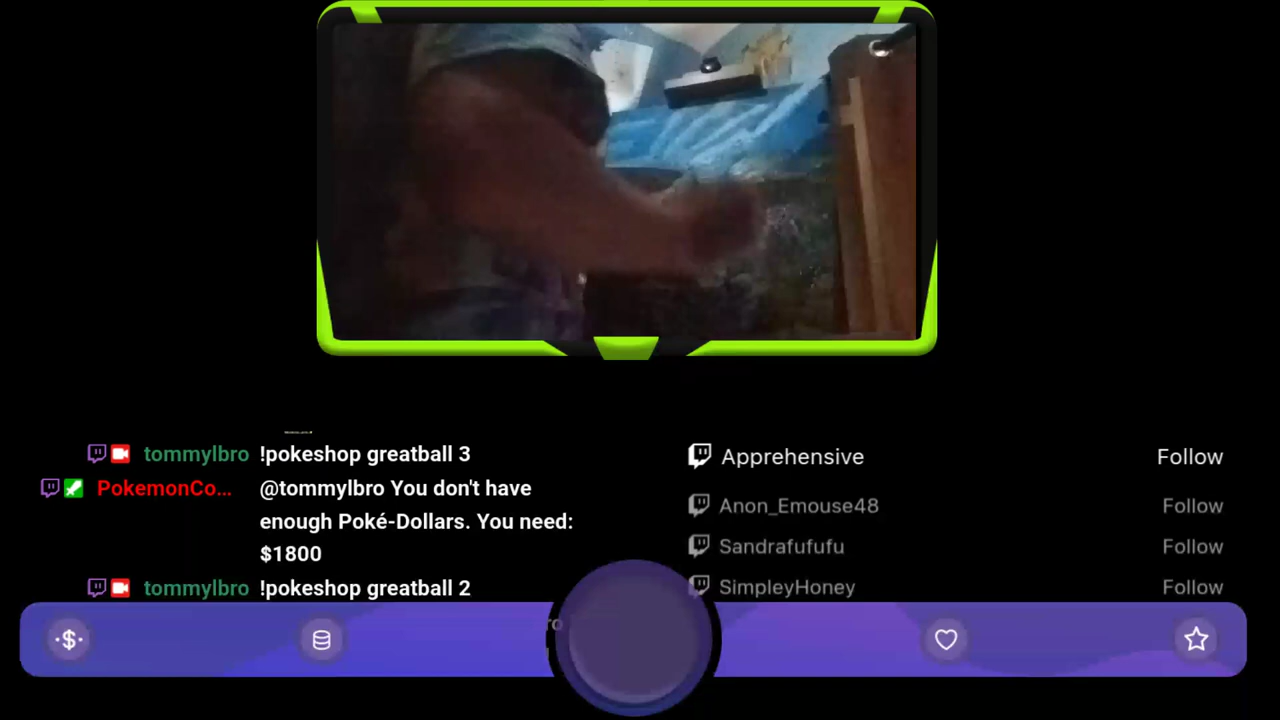 tommylbro !pokeshop greatball 3
PokemonCo... @tommylbro You don't have
enough Poké-Dollars. You need:
$1800
tommylbro !pokeshop greatball 2
Apprehensive Follow
Anon_Emouse48 Follow
Sandrafufufu Follow
SimpleyHoney Follow